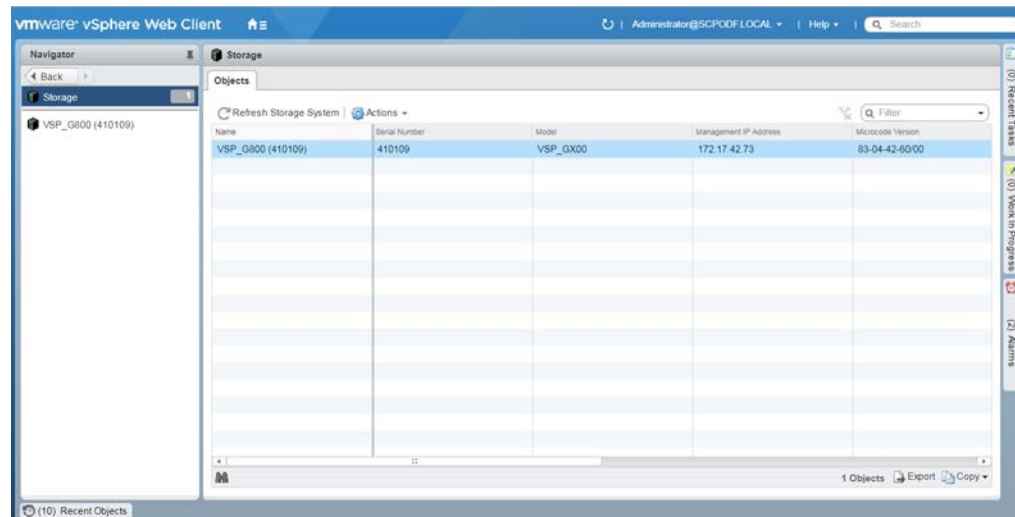 vmware® vSphere Web Client
Administrator@SCPODF.LOCAL
Help
Search
Navigator
Back
Storage 1
VSP_G800 (410109)
Storage
Objects
Refresh Storage System Actions
Filter
Name Serial Number Model Management IP Address Microcode Version
VSP_G800 (410109) 410109 VSP_GX00 172.17.42.73 83-04-42-60/00
1 Objects Export Copy
(10) Recent Objects
(0) Recent Tasks
(0) Work In Progress
(2) Alarms